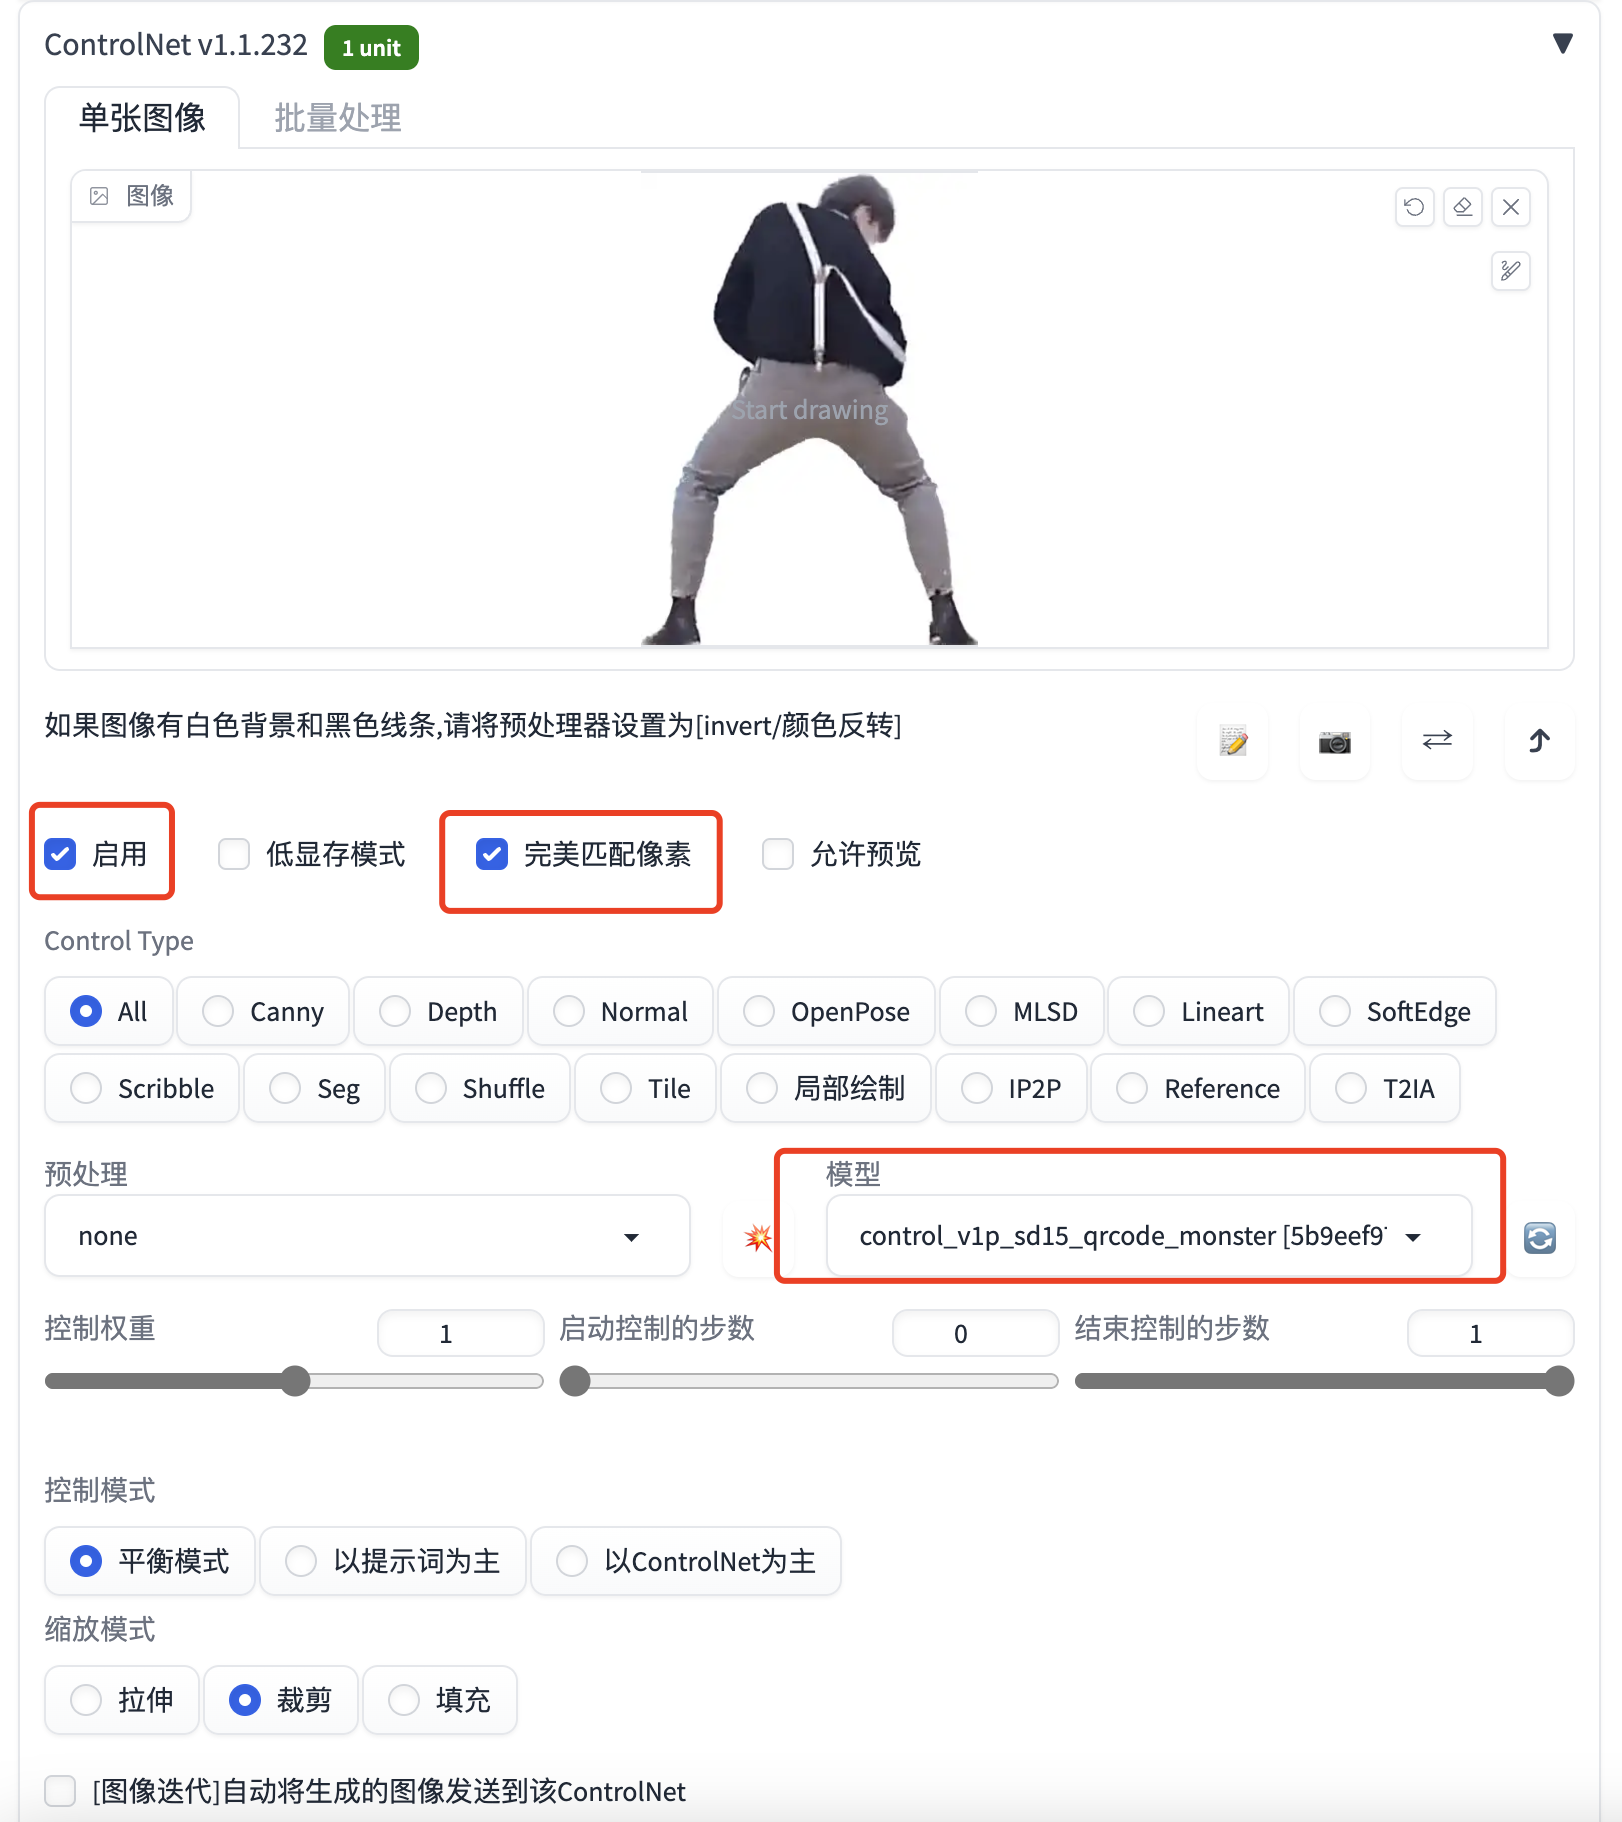 ControlNet v1.1.232 1 unit ▼
单张图像 批量处理
图像
Start drawing
如果图像有白色背景和黑色线条,请将预处理器设置为[invert/颜色反转]
启用 低显存模式 完美匹配像素 允许预览
Control Type
All Canny Depth Normal OpenPose MLSD Lineart SoftEdge
Scribble Seg Shuffle Tile 局部绘制 IP2P Reference T2IA
预处理 模型
none control_v1p_sd15_qrcode_monster [5b9eef9
控制权重 1 启动控制的步数 0 结束控制的步数 1
控制模式
平衡模式 以提示词为主 以ControlNet为主
缩放模式
拉伸 裁剪 填充
[图像迭代]自动将生成的图像发送到该ControlNet